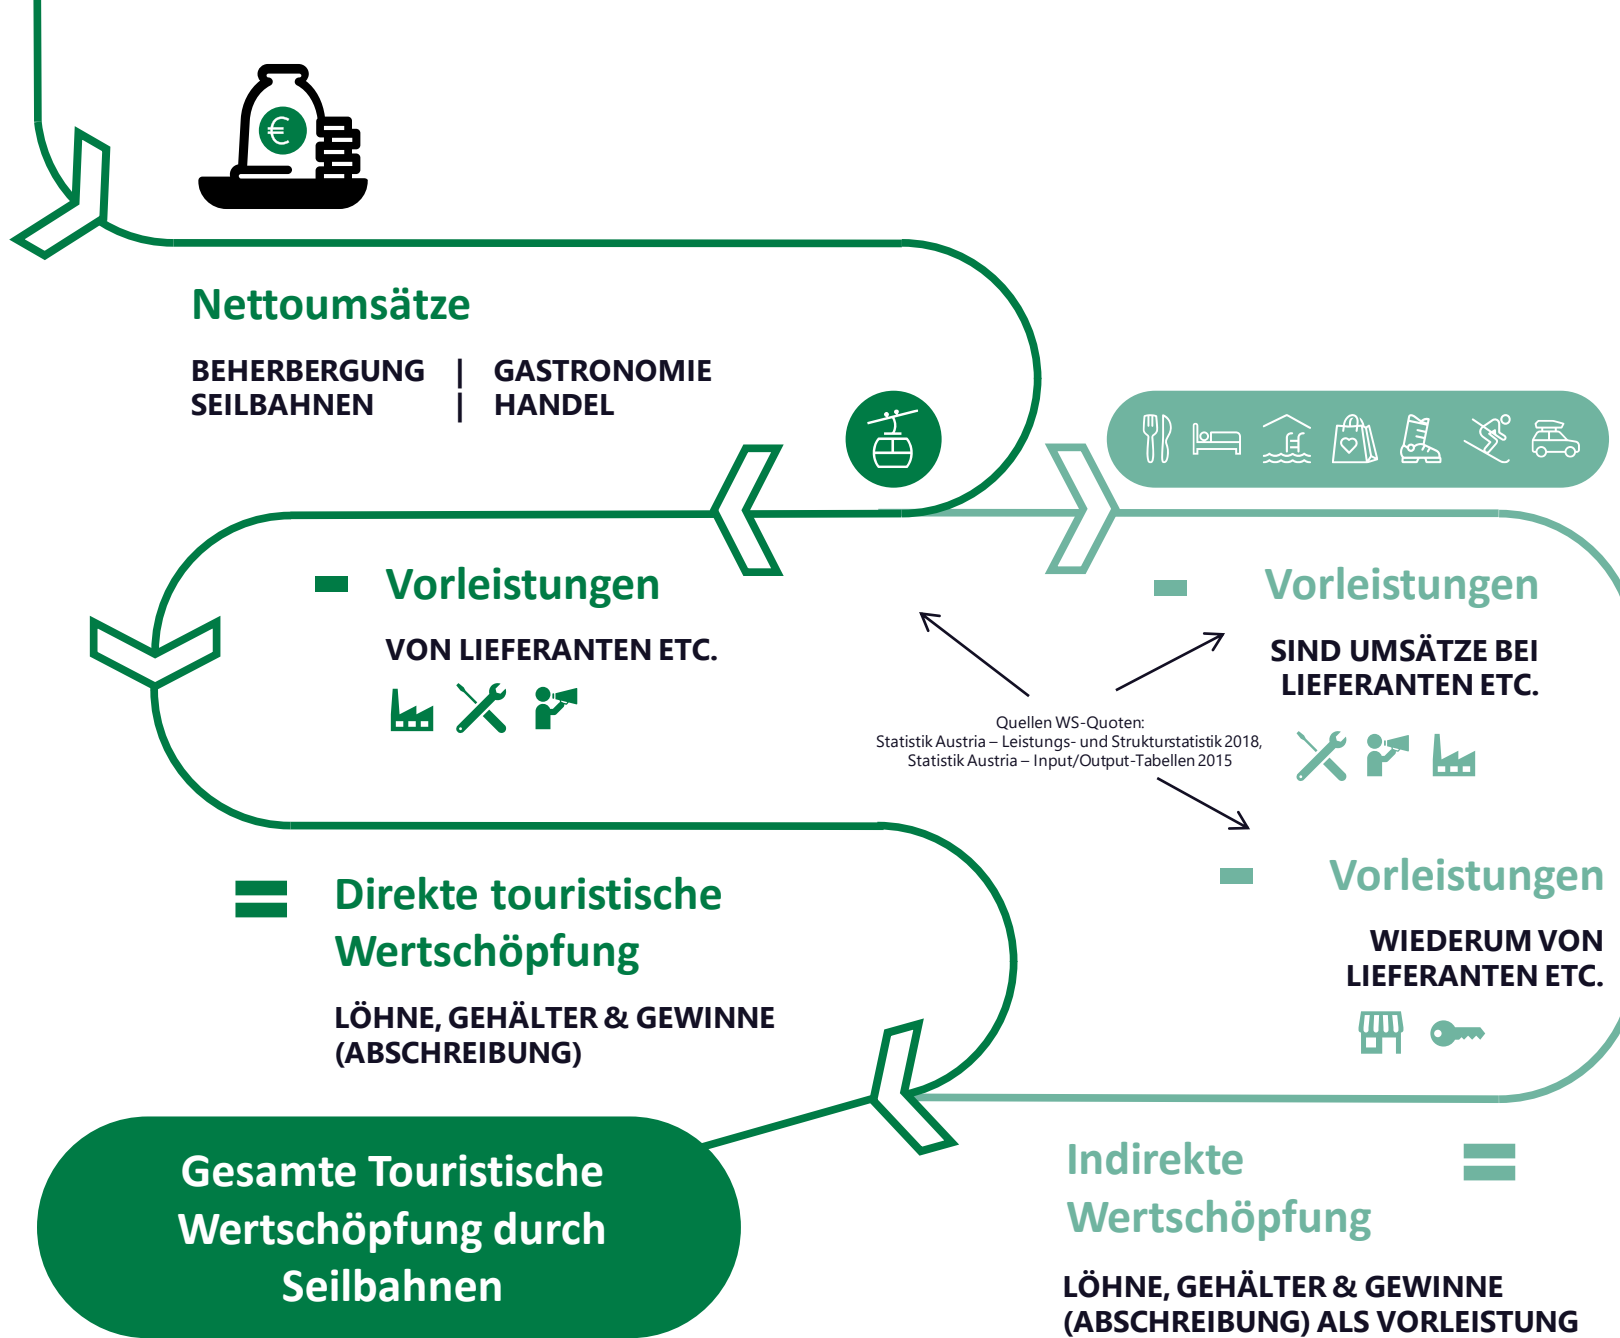 €
Nettoumsätze
BEHERBERGUNG | GASTRONOMIE
SEILBAHNEN | HANDEL
- Vorleistungen
VON LIEFERANTEN ETC.
- Vorleistungen
SIND UMSÄTZE BEI
LIEFERANTEN ETC.
Quellen WS-Quoten:
Statistik Austria – Leistungs- und Strukturstatistik 2018,
Statistik Austria – Input/Output-Tabellen 2015
- Vorleistungen
WIEDERUM VON
LIEFERANTEN ETC.
= Direkte touristische
Wertschöpfung
LÖHNE, GEHÄLTER & GEWINNE
(ABSCHREIBUNG)
Indirekte =
Wertschöpfung
LÖHNE, GEHÄLTER & GEWINNE
(ABSCHREIBUNG) ALS VORLEISTUNG
Gesamte Touristische
Wertschöpfung durch
Seilbahnen